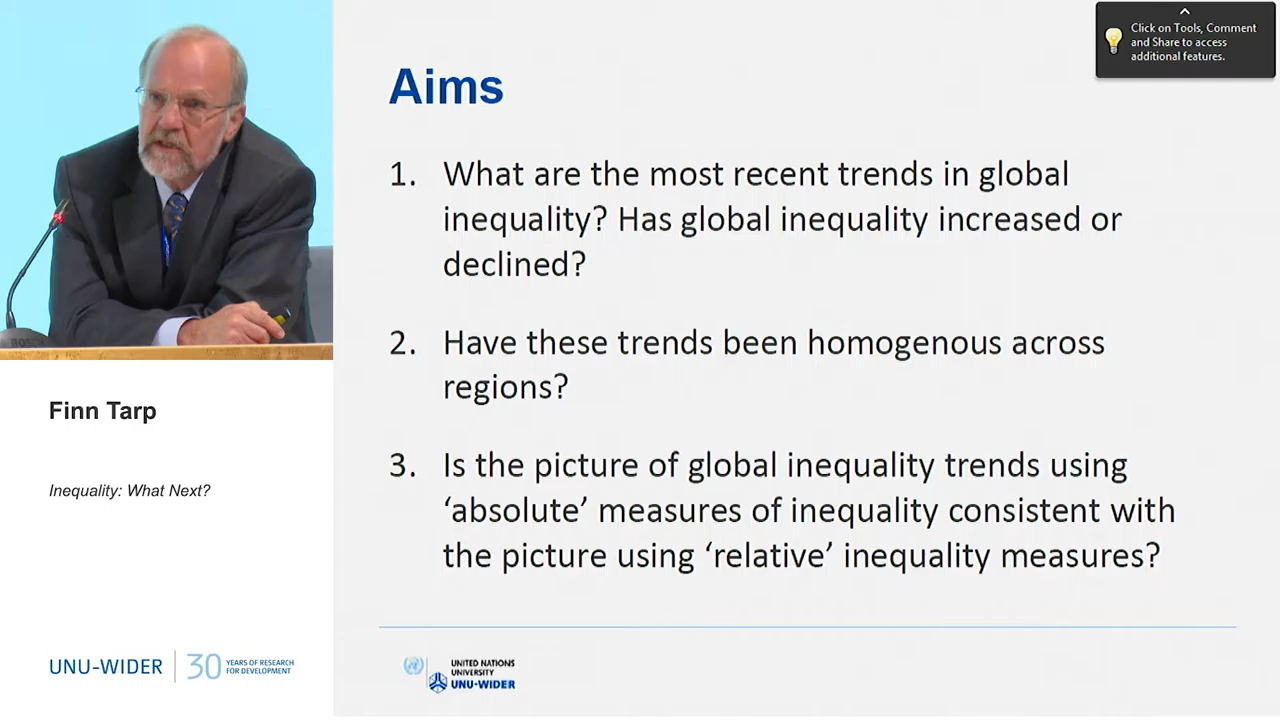 Click on Tools, Comment
and Share to access
additional features.
Aims
1. What are the most recent trends in global
inequality? Has global inequality increased or
declined?
2. Have these trends been homogenous across
regions?
3. Is the picture of global inequality trends using
‘absolute’ measures of inequality consistent with
the picture using ‘relative’ inequality measures?
BOSCH
Finn Tarp
Inequality: What Next?
UNU-WIDER
30 YEARS OF RESEARCH
FOR DEVELOPMENT
UNITED NATIONS
UNIVERSITY
UNU-WIDER